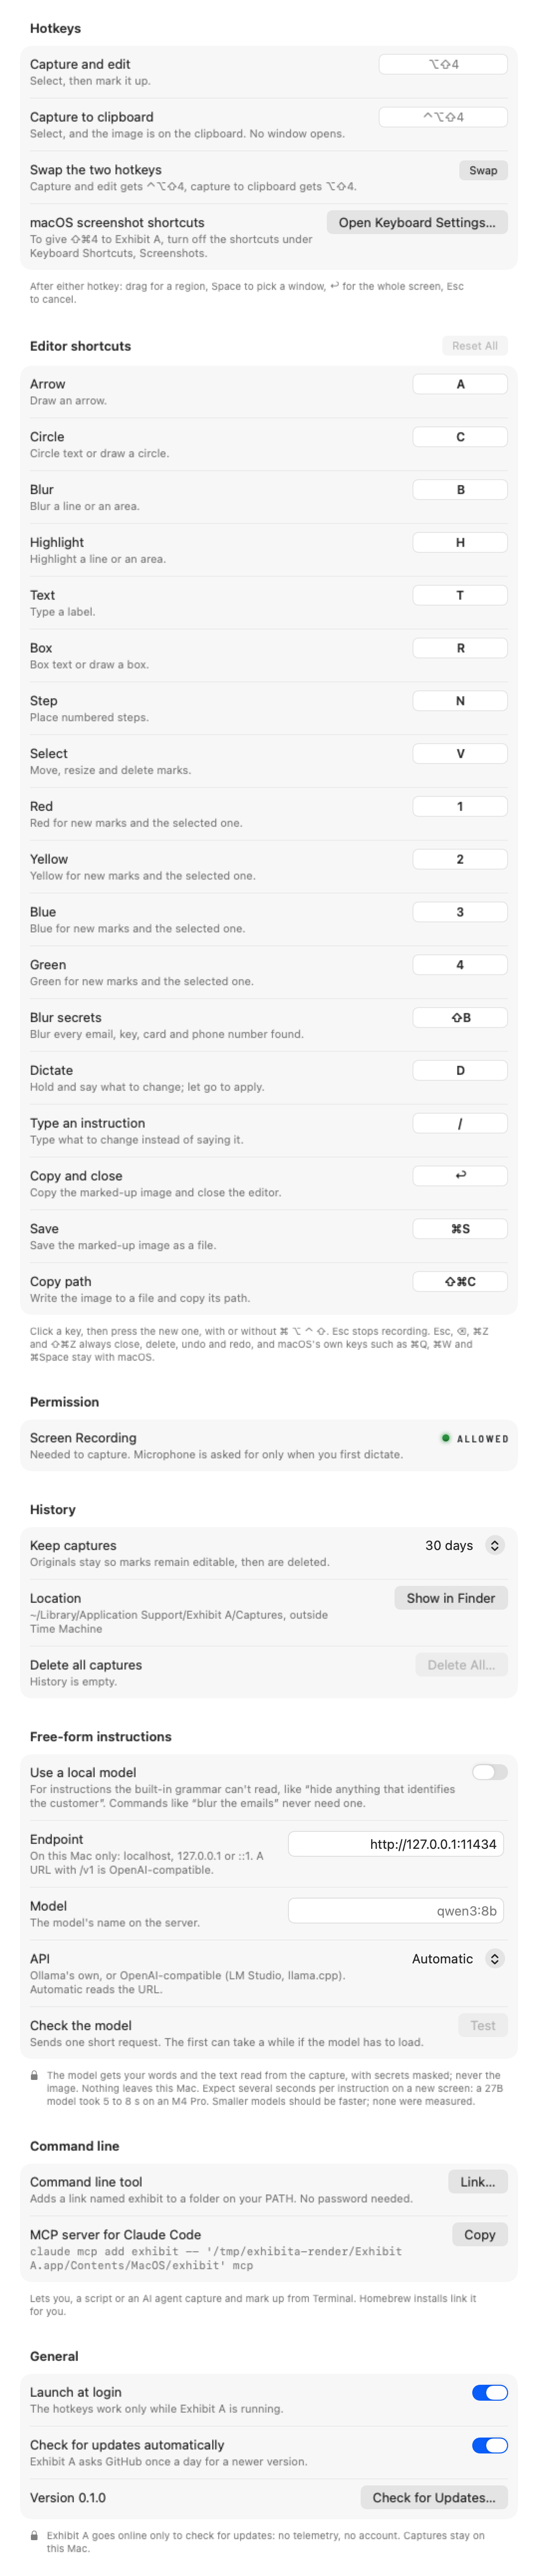 Hotkeys
Capture and edit
⌥⇧4
Select, then mark it up.
Capture to clipboard
⌃⌥⇧4
Select, and the image is on the clipboard. No window opens.
Swap the two hotkeys
Swap
Capture and edit gets ⌃⌥⇧4, capture to clipboard gets ⌥⇧4.
macOS screenshot shortcuts
Open Keyboard Settings...
To give ⇧⌘4 to Exhibit A, turn off the shortcuts under
Keyboard Shortcuts, Screenshots.
After either hotkey: drag for a region, Space to pick a window, ↩ for the whole screen, Esc
to cancel.
Editor shortcuts
Reset All
Arrow
A
Draw an arrow.
Circle
C
Circle text or draw a circle.
Blur
B
Blur a line or an area.
Highlight
H
Highlight a line or an area.
Text
T
Type a label.
Box
R
Box text or draw a box.
Step
N
Place numbered steps.
Select
V
Move, resize and delete marks.
Red
1
Red for new marks and the selected one.
Yellow
2
Yellow for new marks and the selected one.
Blue
3
Blue for new marks and the selected one.
Green
4
Green for new marks and the selected one.
Blur secrets
⇧B
Blur every email, key, card and phone number found.
Dictate
D
Hold and say what to change; let go to apply.
Type an instruction
/
Type what to change instead of saying it.
Copy and close
↩
Copy the marked-up image and close the editor.
Save
⌘S
Save the marked-up image as a file.
Copy path
⇧⌘C
Write the image to a file and copy its path.
Click a key, then press the new one, with or without ⌘ ⌥ ⌃ ⇧. Esc stops recording. Esc, ⌫, ⌘Z
and ⇧⌘Z always close, delete, undo and redo, and macOS's own keys such as ⌘Q, ⌘W and
⌘Space stay with macOS.
Permission
Screen Recording
ALLOWED
Needed to capture. Microphone is asked for only when you first dictate.
History
Keep captures
30 days
Originals stay so marks remain editable, then are deleted.
Location
Show in Finder
~/Library/Application Support/Exhibit A/Captures, outside
Time Machine
Delete all captures
Delete All...
History is empty.
Free-form instructions
Use a local model
For instructions the built-in grammar can't read, like “hide anything that identifies
the customer”. Commands like “blur the emails” never need one.
Endpoint
http://127.0.0.1:11434
On this Mac only: localhost, 127.0.0.1 or ::1. A
URL with /v1 is OpenAI-compatible.
Model
qwen3:8b
The model's name on the server.
API
Automatic
Ollama's own, or OpenAI-compatible (LM Studio, llama.cpp).
Automatic reads the URL.
Check the model
Test
Sends one short request. The first can take a while if the model has to load.
The model gets your words and the text read from the capture, with secrets masked; never the
image. Nothing leaves this Mac. Expect several seconds per instruction on a new screen: a 27B
model took 5 to 8 s on an M4 Pro. Smaller models should be faster; none were measured.
Command line
Command line tool
Link...
Adds a link named exhibit to a folder on your PATH. No password needed.
MCP server for Claude Code
Copy
claude mcp add exhibit -- '/tmp/exhibita-render/Exhibit
A.app/Contents/MacOS/exhibit' mcp
Lets you, a script or an AI agent capture and mark up from Terminal. Homebrew installs link it
for you.
General
Launch at login
The hotkeys work only while Exhibit A is running.
Check for updates automatically
Exhibit A asks GitHub once a day for a newer version.
Version 0.1.0
Check for Updates...
Exhibit A goes online only to check for updates: no telemetry, no account. Captures stay on
this Mac.